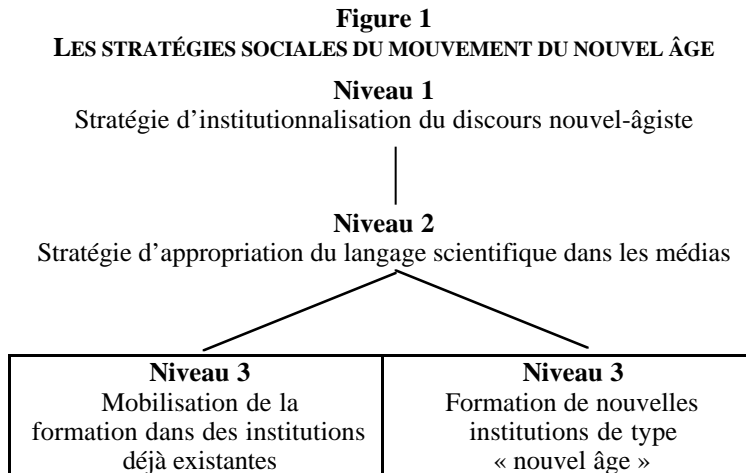 Figure 1
LES STRATÉGIES SOCIALES DU MOUVEMENT DU NOUVEL ÂGE
Niveau 1
Stratégie d’institutionnalisation du discours nouvel-âgiste
Niveau 2
Stratégie d’appropriation du langage scientifique dans les médias
Niveau 3
Mobilisation de la
formation dans des institutions
déjà existantes
Niveau 3
Formation de nouvelles
institutions de type
« nouvel âge »